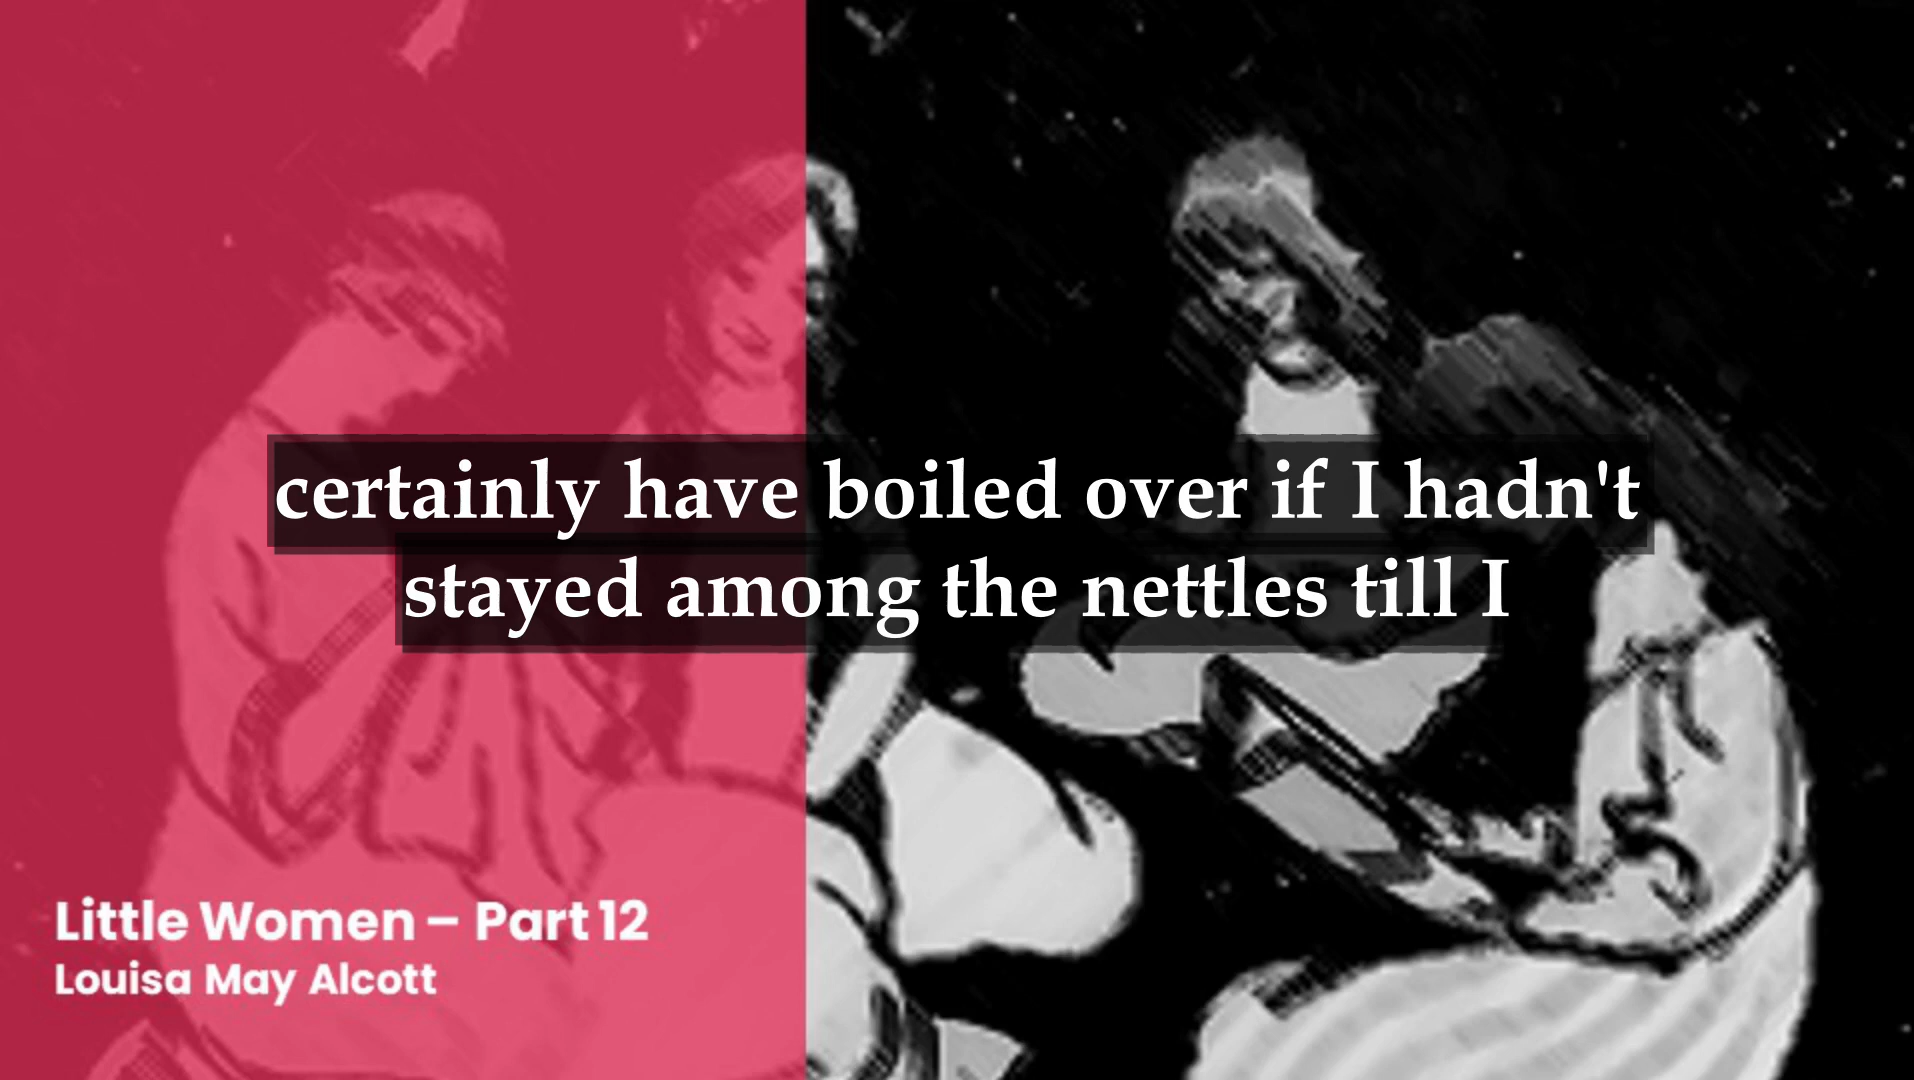 certainly have boiled over if I hadn't
stayed among the nettles till I
Little Women – Part 12
Louisa May Alcott